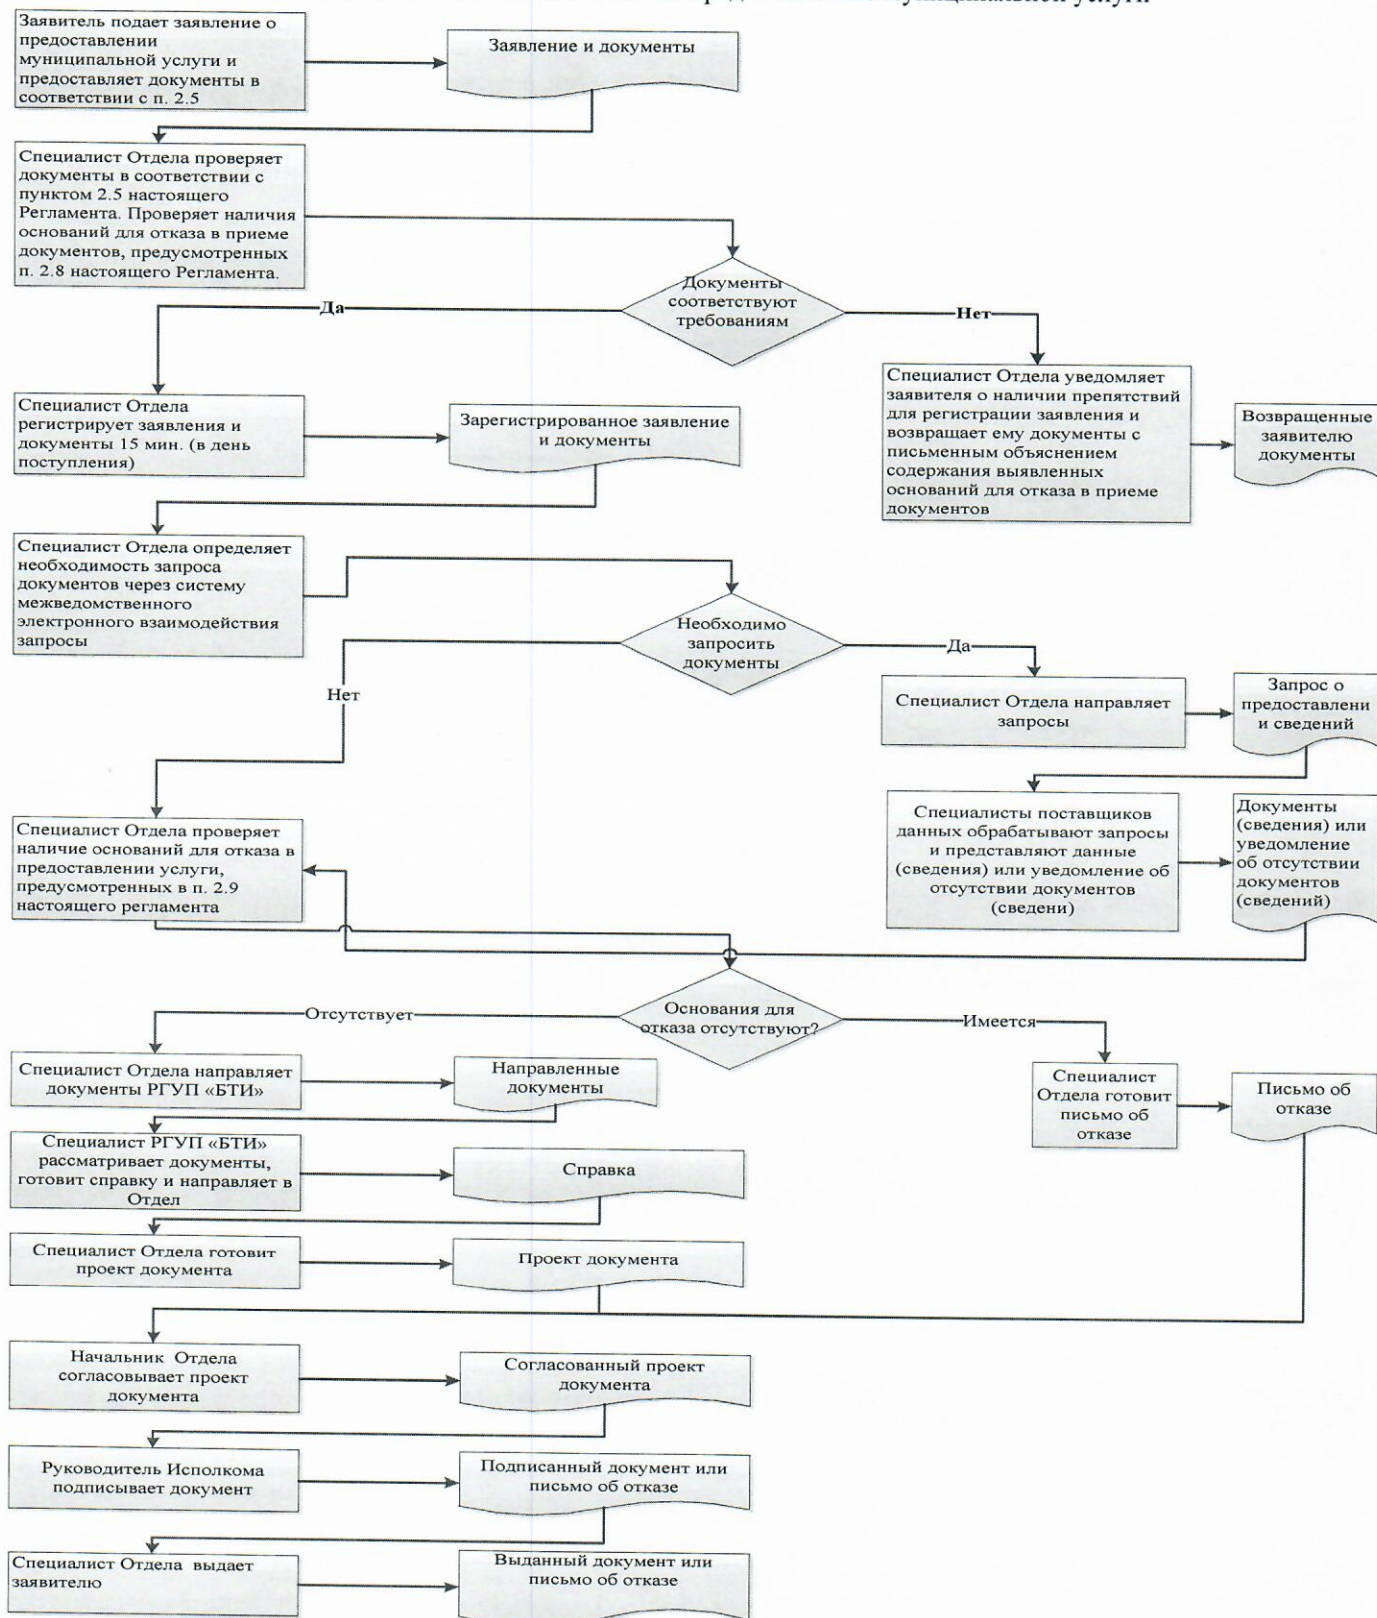 муниципальной услуги
Заявитель подает заявление о
предоставлении
муниципальной услуги и
предоставляет документы в
соответствии с п. 2.5
Заявление и документы
Специалист Отдела проверяет
документы в соответствии с
пунктом 2.5 настоящего
Регламента. Проверяет наличия
оснований для отказа в приеме
документов, предусмотренных
п. 2.8 настоящего Регламента.
Документы
соответствуют
требованиям
Да
Нет
Специалист Отдела
регистрирует заявления и
документы 15 мин. (в день
поступления)
Зарегистрированное заявление
и документы
Специалист Отдела уведомляет
заявителя о наличии препятствий
для регистрации заявления и
возвращает ему документы с
письменным объяснением
содержания выявленных
оснований для отказа в приеме
документов
Возвращенные
заявителю
документы
Специалист Отдела определяет
необходимость запроса
документов через систему
межведомственного
электронного взаимодействия
запросы
Необходимо
запросить
документы
Да
Нет
Специалист Отдела направляет
запросы
Запрос о
предоставлени
и сведений
Специалисты поставщиков
данных обрабатывают запросы
и представляют данные
(сведения) или уведомление об
отсутствии документов
(сведени)
Документы
(сведения) или
уведомление
об отсутствии
документов
(сведений)
Специалист Отдела проверяет
наличие оснований для отказа в
предоставлении услуги,
предусмотренных в п. 2.9
настоящего регламента
Основания для
отказа отсутствуют?
Отсутствует
Имеется
Специалист Отдела направляет
документы РГУП «БТИ»
Направленные
документы
Специалист
Отдела готовит
письмо об
отказе
Письмо об
отказе
Специалист РГУП «БТИ»
рассматривает документы,
готовит справку и направляет в
Отдел
Справка
Специалист Отдела готовит
проект документа
Проект документа
Начальник Отдела
согласовывает проект
документа
Согласованный проект
документа
Руководитель Исполкома
подписывает документ
Подписанный документ или
письмо об отказе
Специалист Отдела выдает
заявителю
Выданный документ или
письмо об отказе